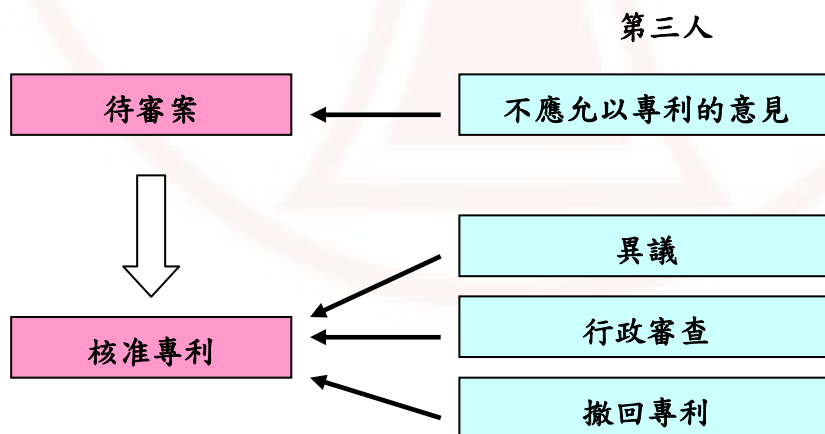 第三人
待審案
不應允以專利的意見
異議
行政審查
核准專利
撤回專利